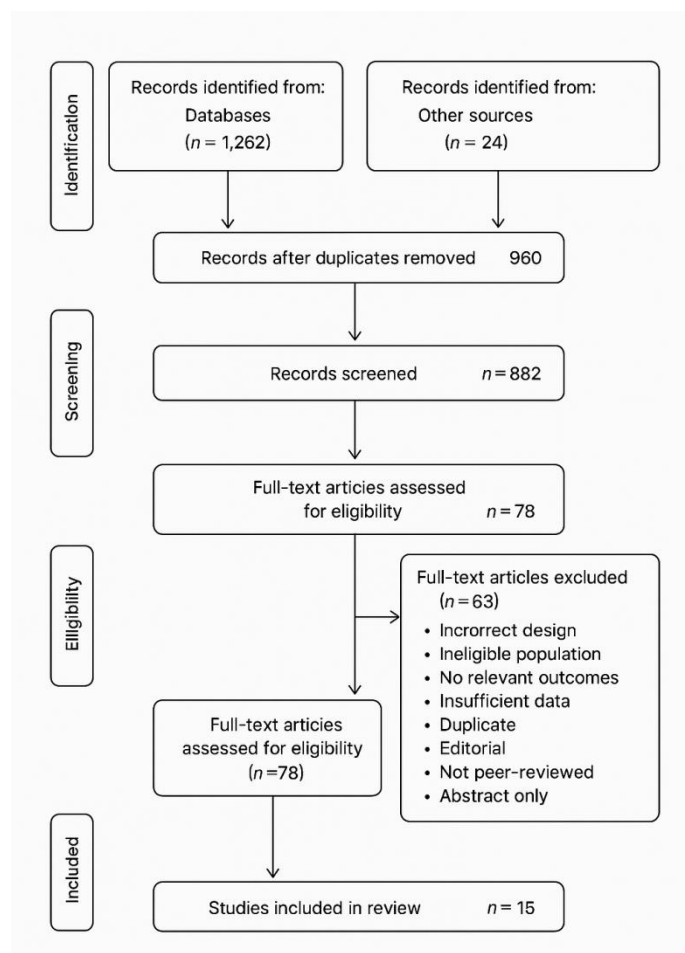 Identification
Records identified from:
Databases
(n = 1,262)
Records identified from:
Other sources
(n = 24)
Records after duplicates removed 960
Screening
Records screened n = 882
Full-text articles assessed
for eligibility n = 78
Elligibility
Full-text articles excluded
(n = 63)
• Incrorrect design
• Ineligible population
• No relevant outcomes
• Insufficient data
• Duplicate
• Editorial
• Not peer-reviewed
• Abstract only
Full-text articles
assessed for eligibility
(n =78)
Included
Studies included in review n = 15